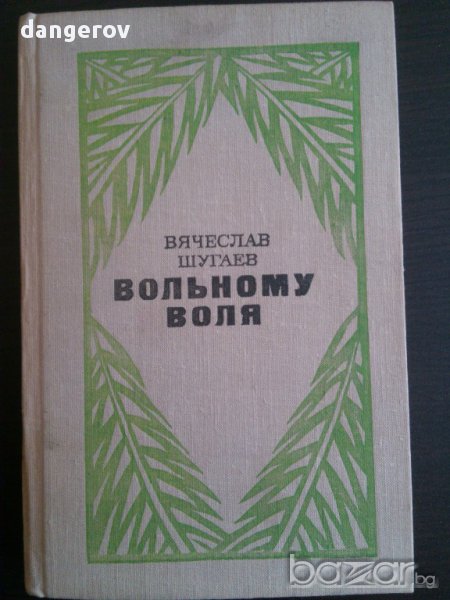 dangerov
ВЯЧЕСЛАВ
ШУГАЕВ
ВОЛЬНОМУ
ВОЛЯ
bazar.bg